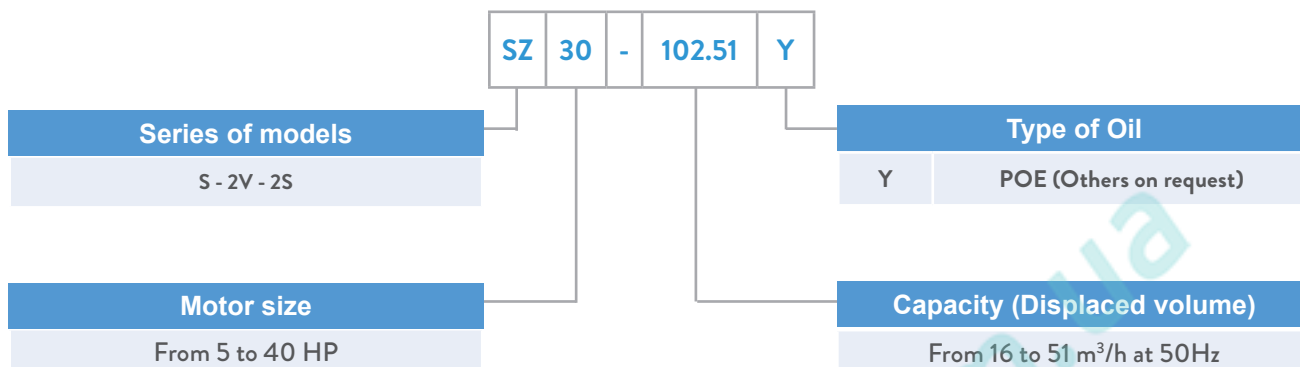 SZ 30 - 102.51 Y
Series of models
S - 2V - 2S
Type of Oil
Y POE (Others on request)
Motor size
From 5 to 40 HP
Capacity (Displaced volume)
From 16 to 51 m³/h at 50Hz
.ua